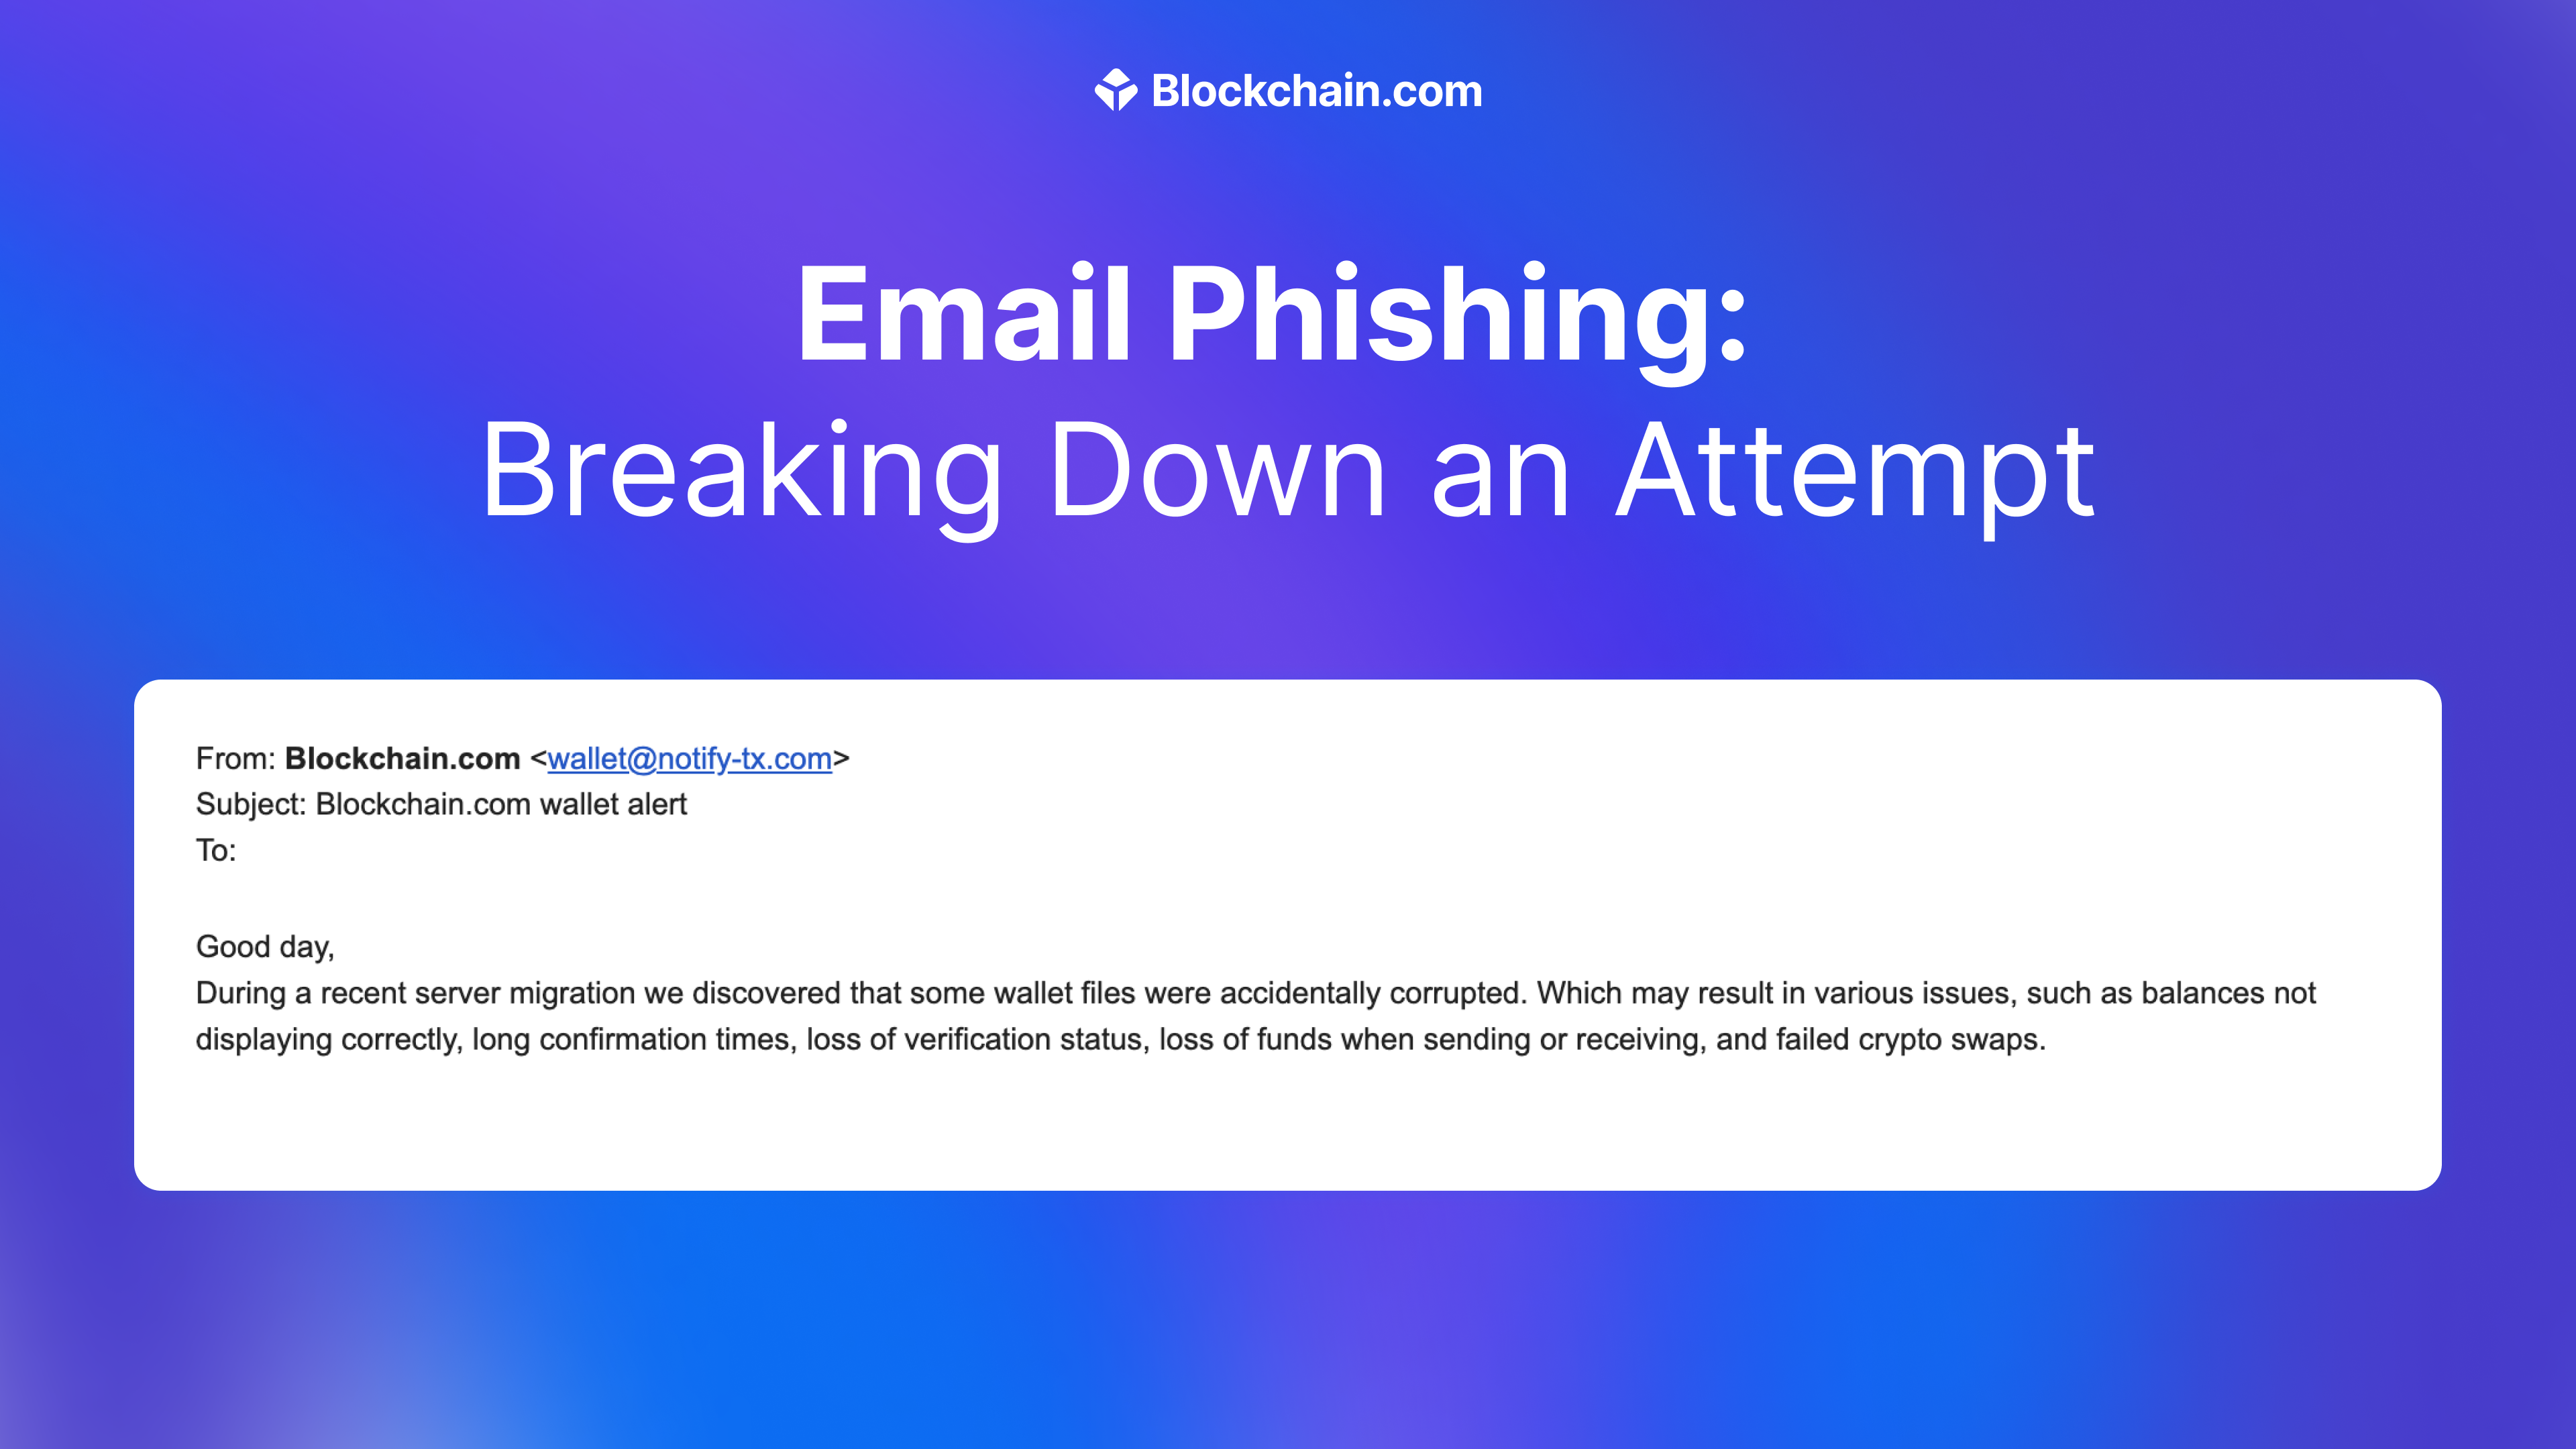 Blockchain.com
Email Phishing:
Breaking Down an Attempt
From: Blockchain.com <wallet@notify-tx.com>
Subject: Blockchain.com wallet alert
To:
Good day,
During a recent server migration we discovered that some wallet files were accidentally corrupted. Which may result in various issues, such as balances not
displaying correctly, long confirmation times, loss of verification status, loss of funds when sending or receiving, and failed crypto swaps.